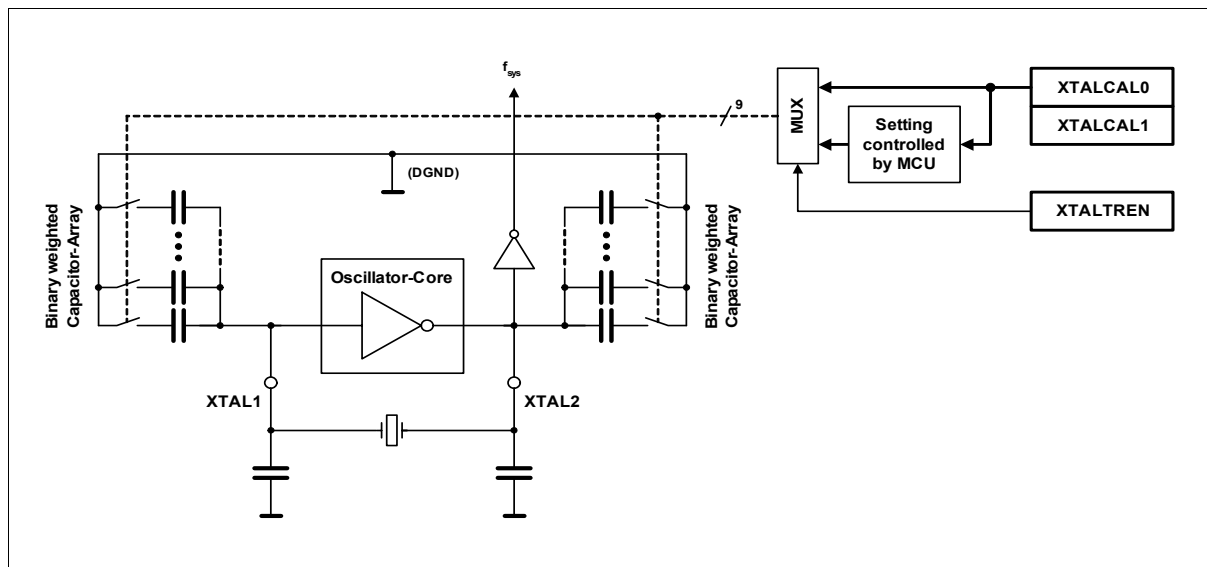 f_sys
9
MUX
XTALCAL0
XTALCAL1
Setting
controlled
by MCU
XTALTREN
(DGND)
Binary weighted
Capacitor-Array
Oscillator-Core
Binary weighted
Capacitor-Array
XTAL1
XTAL2